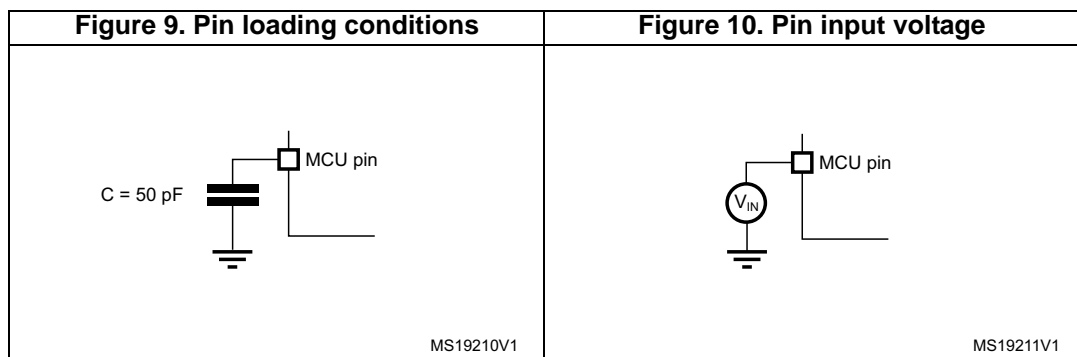 Figure 9. Pin loading conditions
Figure 10. Pin input voltage
MCU pin
C = 50 pF
MS19210V1
MCU pin
VIN
MS19211V1